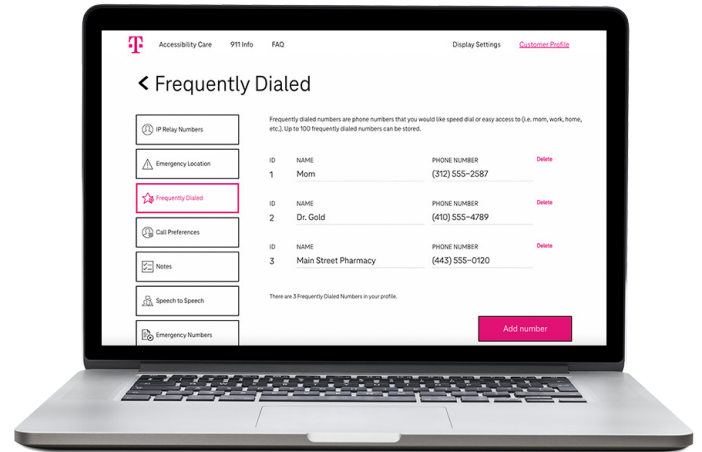 T
Accessibility Care 911 Info FAQ Display Settings Customer Profile
< Frequently Dialed
IP Relay Numbers
Emergency Location
Frequently Dialed
Call Preferences
Notes
Speech to Speech
Emergency Numbers
Frequently dialed numbers are phone numbers that you would like speed dial or easy access to (i.e. mom, work, home,
etc.). Up to 100 frequently dialed numbers can be stored.
ID NAME PHONE NUMBER Delete
1 Mom (312) 555-2587
ID NAME PHONE NUMBER Delete
2 Dr. Gold (410) 555-4789
ID NAME PHONE NUMBER Delete
3 Main Street Pharmacy (443) 555-0120
There are 3 Frequently Dialed Numbers in your profile.
Add number